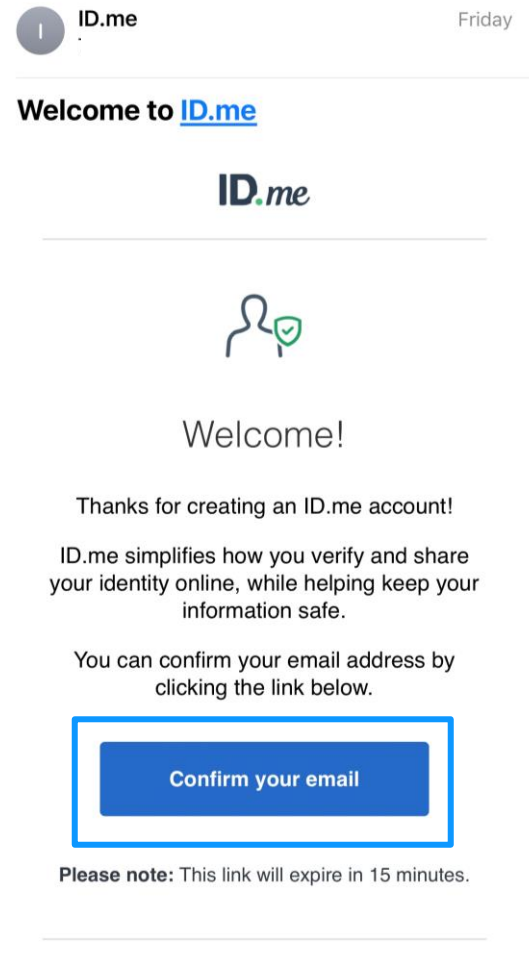 I
ID.me
Friday
Welcome to ID.me
ID.me
Welcome!
Thanks for creating an ID.me account!
ID.me simplifies how you verify and share
your identity online, while helping keep your
information safe.
You can confirm your email address by
clicking the link below.
Confirm your email
Please note: This link will expire in 15 minutes.